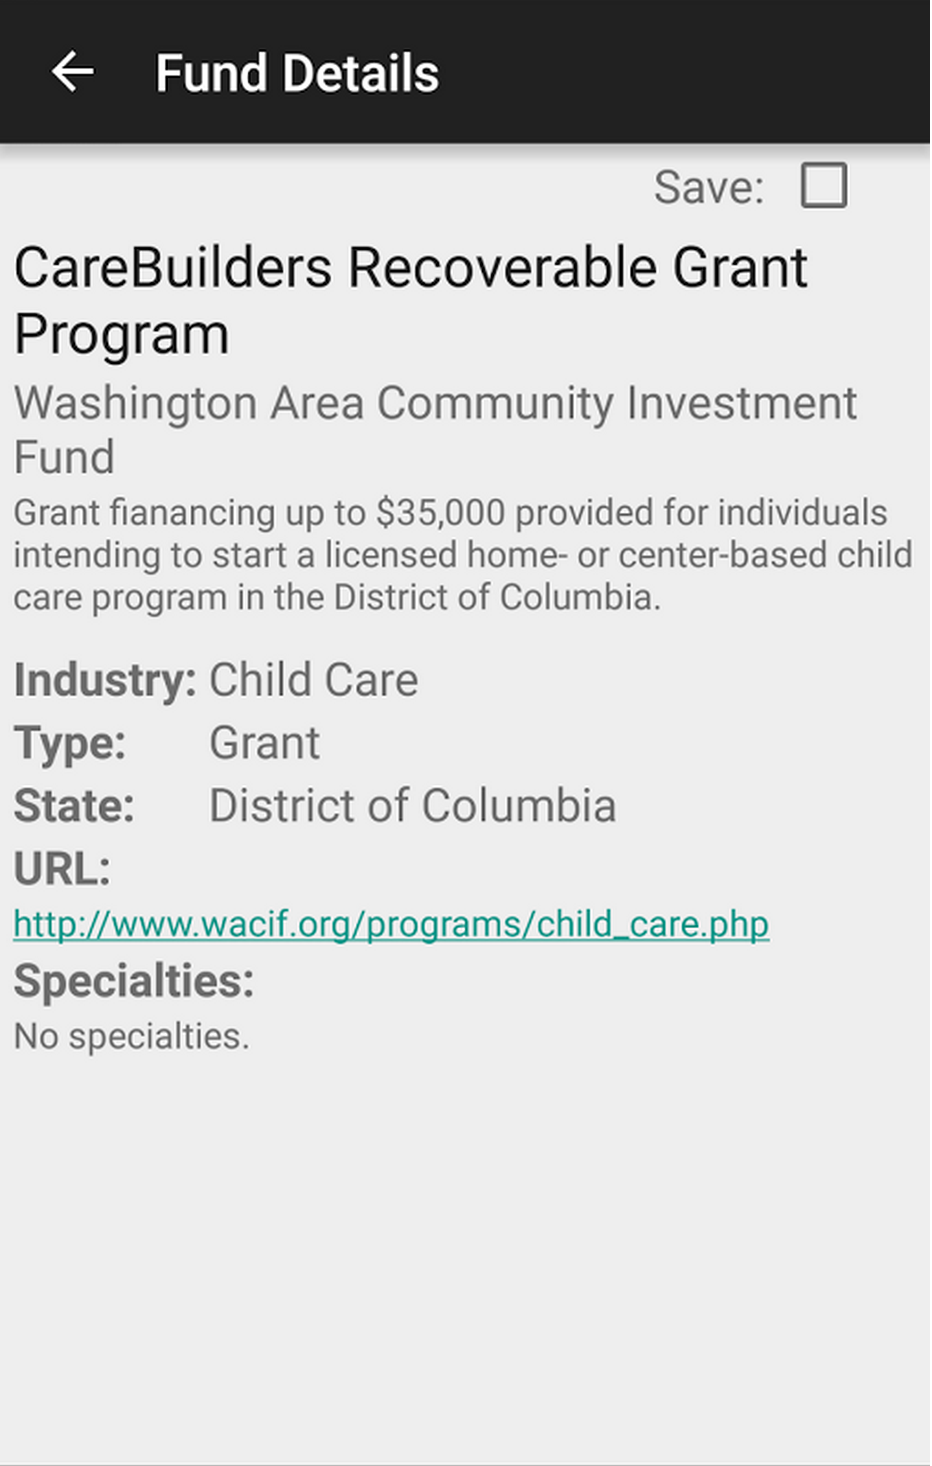 Fund Details
Save:
CareBuilders Recoverable Grant
Program
Washington Area Community Investment
Fund
Grant fianancing up to $35,000 provided for individuals
intending to start a licensed home- or center-based child
care program in the District of Columbia.
Industry: Child Care
Type: Grant
State: District of Columbia
URL:
http://www.wacif.org/programs/child_care.php
Specialties:
No specialties.